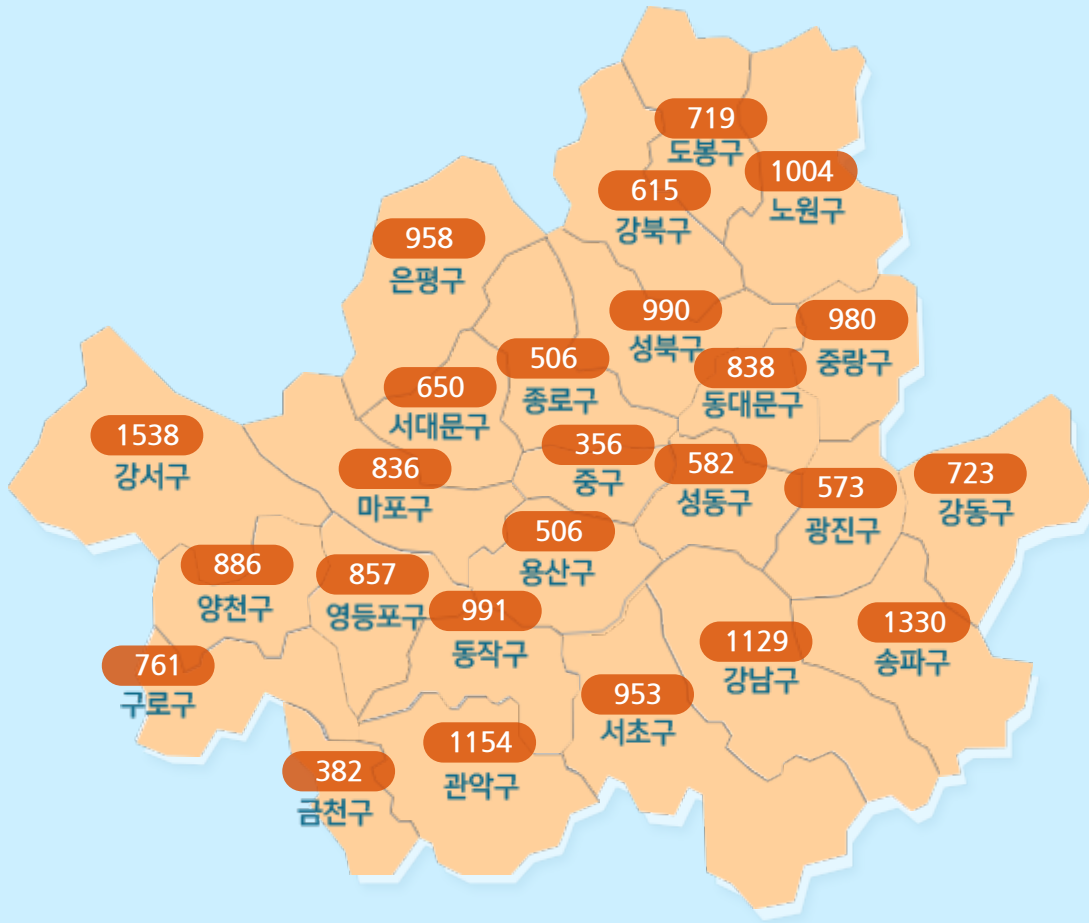 719
도봉구
1004
노원구
615
강북구
958
은평구
990
성북구
980
중랑구
506
종로구
838
동대문구
650
서대문구
1538
강서구
836
마포구
356
중구
582
성동구
573
광진구
723
강동구
506
용산구
886
양천구
857
영등포구
991
동작구
1330
송파구
1129
강남구
761
구로구
953
서초구
1154
관악구
382
금천구